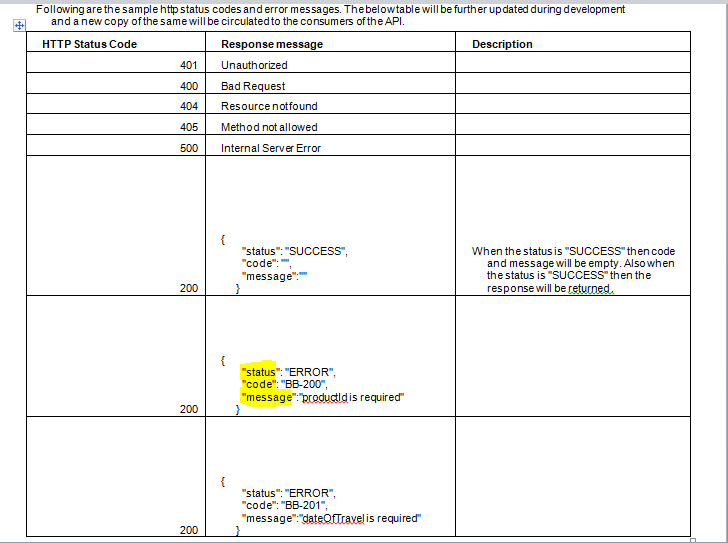 Following are the sample http status codes and error messages. The below table will be further updated during development
and a new copy of the same will be circulated to the consumers of the API.
HTTP Status Code Response message Description
401 Unauthorized
400 Bad Request
404 Resource not found
405 Method not allowed
500 Internal Server Error
{
"status": "SUCCESS", When the status is "SUCCESS" then code
"code": "", and message will be empty. Also when
"message":"" the status is "SUCCESS" then the
200 } response will be returned.
{
"status": "ERROR",
"code": "BB-200",
"message":"productId is required"
200 }
{
"status": "ERROR",
"code": "BB-201",
"message":"dateOfTravel is required"
200 }